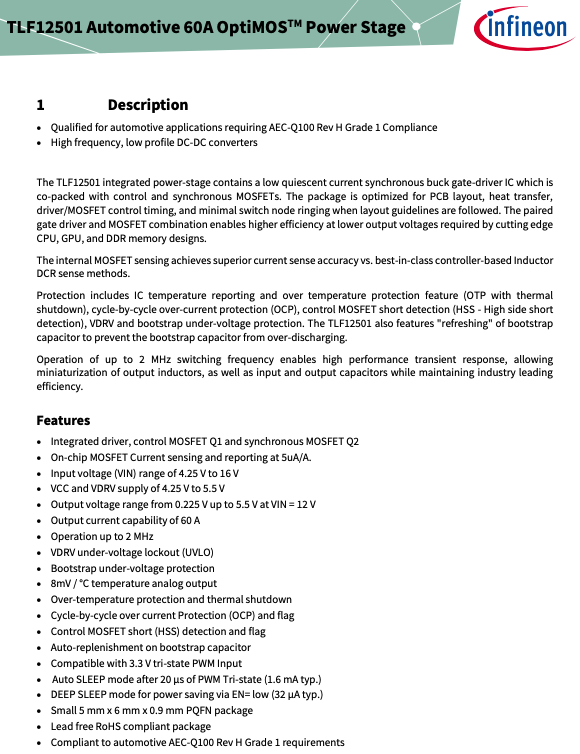 TLF12501 Automotive 60A OptiMOS™ Power Stage
infineon
1 Description
• Qualified for automotive applications requiring AEC-Q100 Rev H Grade 1 Compliance
• High frequency, low profile DC-DC converters
The TLF12501 integrated power-stage contains a low quiescent current synchronous buck gate-driver IC which is
co-packed with control and synchronous MOSFETs. The package is optimized for PCB layout, heat transfer,
driver/MOSFET control timing, and minimal switch node ringing when layout guidelines are followed. The paired
gate driver and MOSFET combination enables higher efficiency at lower output voltages required by cutting edge
CPU, GPU, and DDR memory designs.
The internal MOSFET sensing achieves superior current sense accuracy vs. best-in-class controller-based Inductor
DCR sense methods.
Protection includes IC temperature reporting and over temperature protection feature (OTP with thermal
shutdown), cycle-by-cycle over-current protection (OCP), control MOSFET short detection (HSS - High side short
detection), VDRV and bootstrap under-voltage protection. The TLF12501 also features "refreshing" of bootstrap
capacitor to prevent the bootstrap capacitor from over-discharging.
Operation of up to 2 MHz switching frequency enables high performance transient response, allowing
miniaturization of output inductors, as well as input and output capacitors while maintaining industry leading
efficiency.
Features
• Integrated driver, control MOSFET Q1 and synchronous MOSFET Q2
• On-chip MOSFET Current sensing and reporting at 5uA/A.
• Input voltage (VIN) range of 4.25 V to 16 V
• VCC and VDRV supply of 4.25 V to 5.5 V
• Output voltage range from 0.225 V up to 5.5 V at VIN = 12 V
• Output current capability of 60 A
• Operation up to 2 MHz
• VDRV under-voltage lockout (UVLO)
• Bootstrap under-voltage protection
• 8mV / °C temperature analog output
• Over-temperature protection and thermal shutdown
• Cycle-by-cycle over current Protection (OCP) and flag
• Control MOSFET short (HSS) detection and flag
• Auto-replenishment on bootstrap capacitor
• Compatible with 3.3 V tri-state PWM Input
• Auto SLEEP mode after 20 µs of PWM Tri-state (1.6 mA typ.)
• DEEP SLEEP mode for power saving via EN= low (32 µA typ.)
• Small 5 mm x 6 mm x 0.9 mm PQFN package
• Lead free RoHS compliant package
• Compliant to automotive AEC-Q100 Rev H Grade 1 requirements